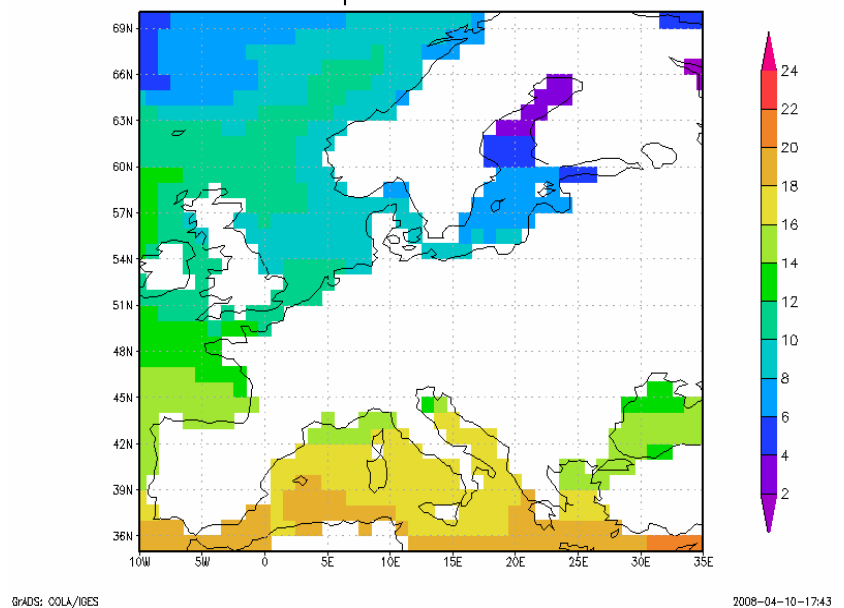 69N
66N
63N
60N
57N
54N
51N
48N
45N
42N
39N
36N
10W 5W 0 5E 10E 15E 20E 25E 30E 35E
24
22
20
18
16
14
12
10
8
6
4
2
GrADS: COLA/IGES 2008-04-10-17:43